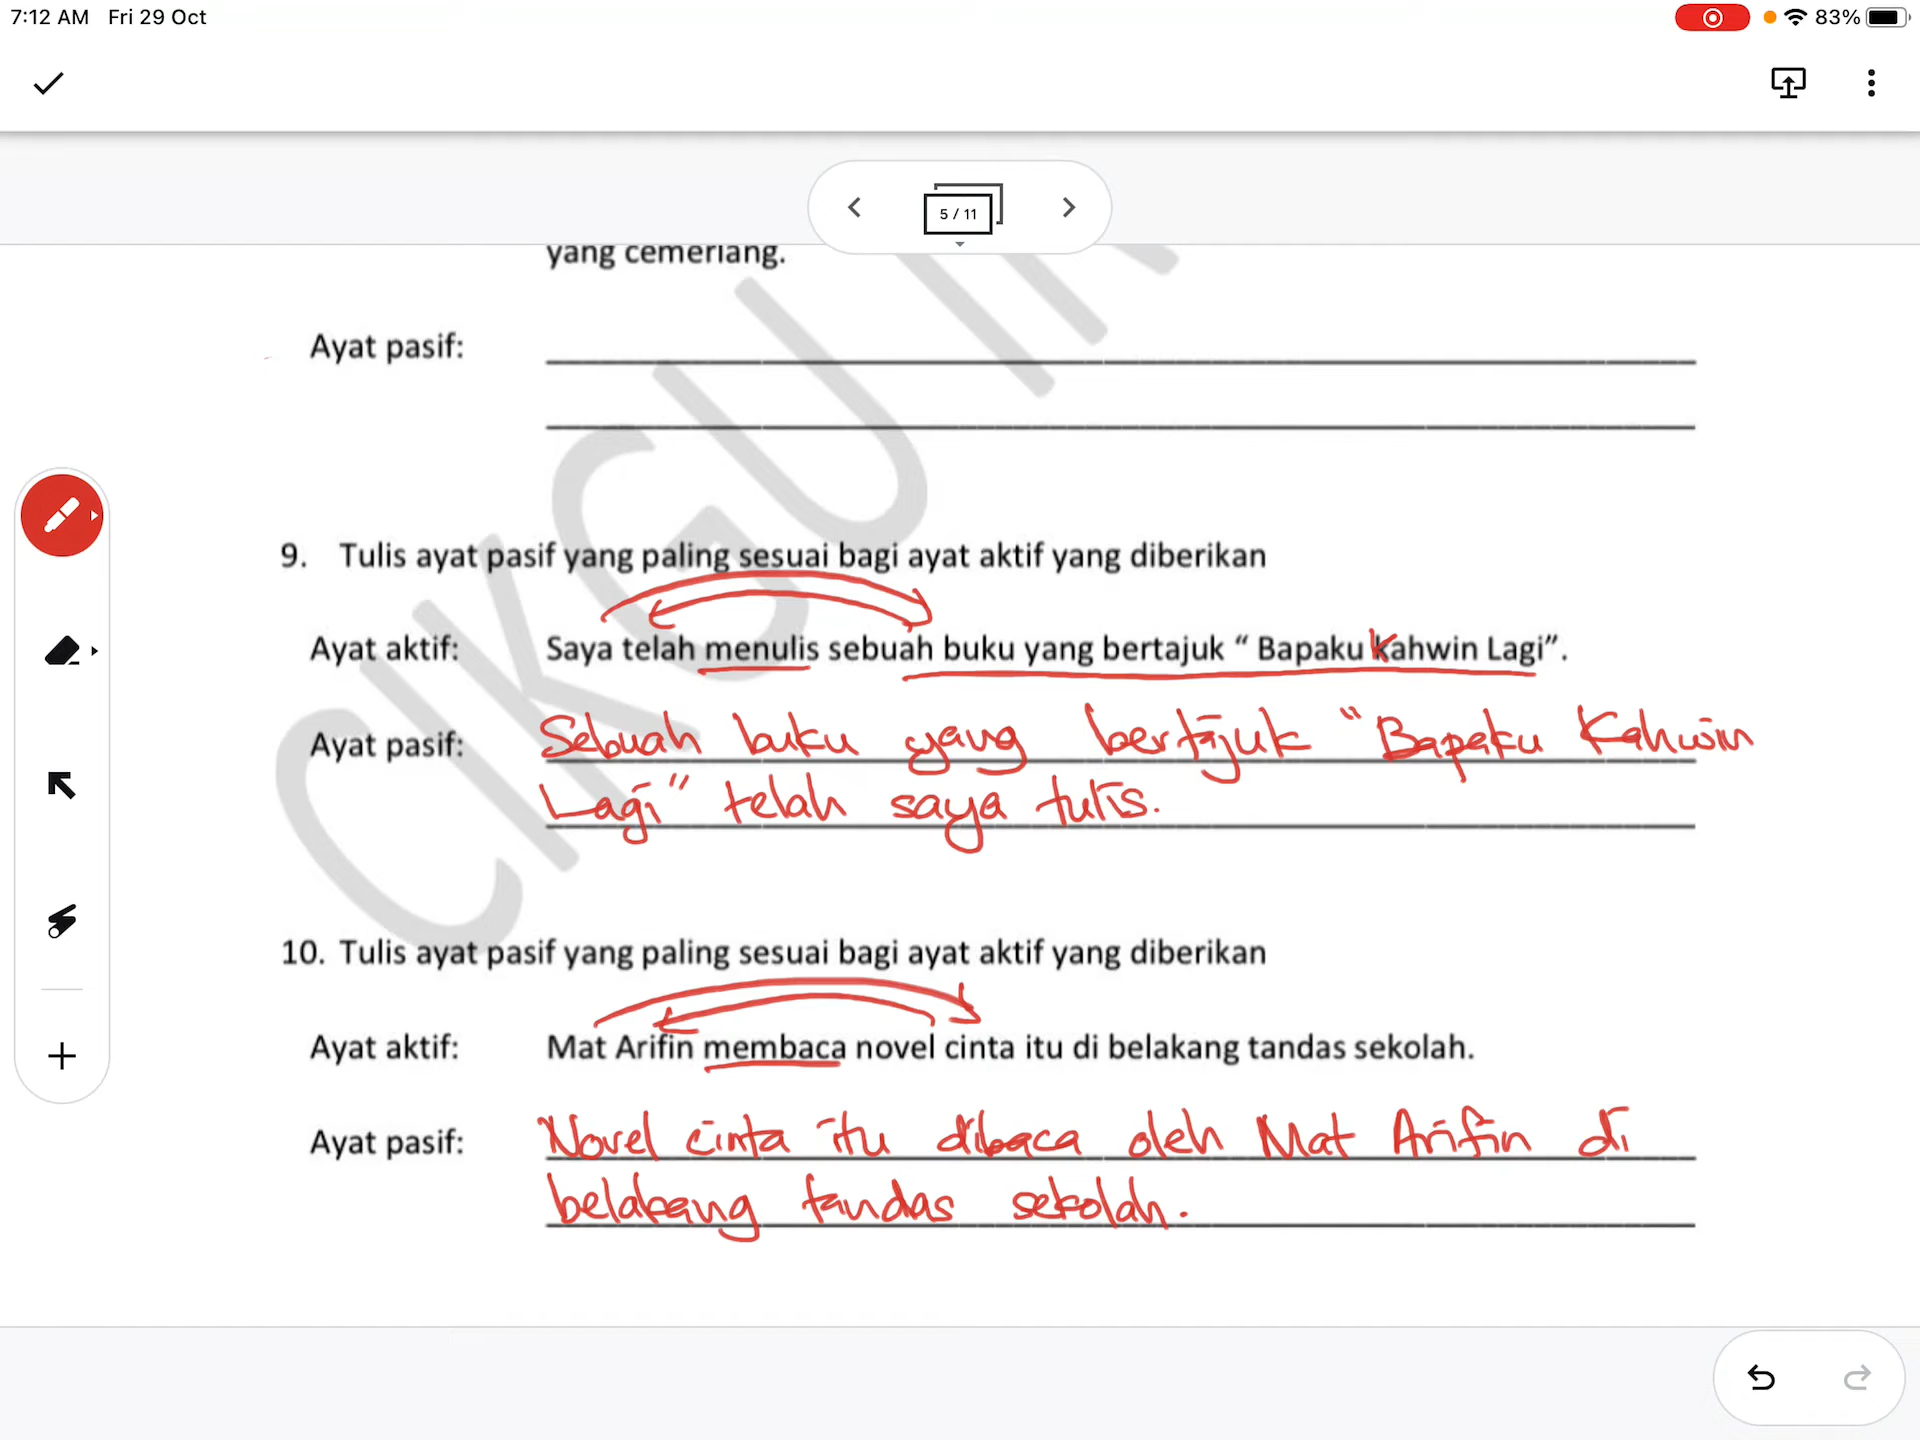 7:12 AM Fri 29 Oct
83%
5 / 11
yang cemerlang.
Ayat pasif:
9. Tulis ayat pasif yang paling sesuai bagi ayat aktif yang diberikan
Ayat aktif: Saya telah menulis sebuah buku yang bertajuk “ Bapaku Kahwin Lagi”.
Ayat pasif: Sebuah buku yang bertajuk "Bapaku Kahwin
Lagi" telah saya tulis.
10. Tulis ayat pasif yang paling sesuai bagi ayat aktif yang diberikan
Ayat aktif: Mat Arifin membaca novel cinta itu di belakang tandas sekolah.
Ayat pasif: Novel cinta itu dibaca oleh Mat Arifin di
belakang tandas sekolah.
CIKGU